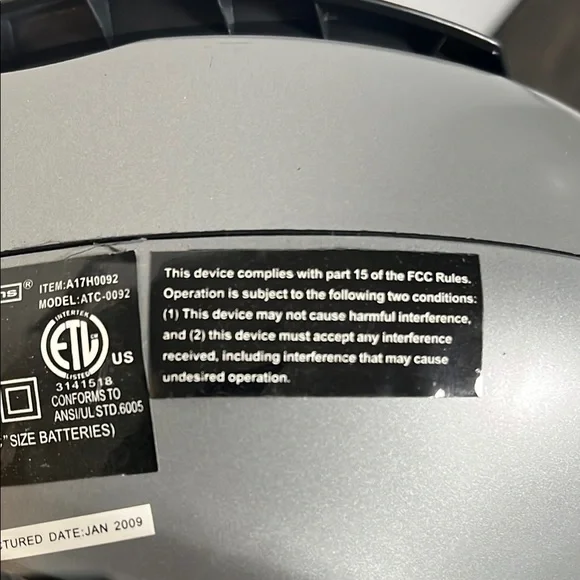 ns®
ITEM:A17H0092
MODEL:ATC-0092
INTERTEK
ETL
CM
US
LISTED
3141518
CONFORMS TO
ANSI/UL STD.6005
" SIZE BATTERIES)
CTURED DATE:JAN 2009
This device complies with part 15 of the FCC Rules.
Operation is subject to the following two conditions:
(1) This device may not cause harmful interference,
and (2) this device must accept any interference
received, including interference that may cause
undesired operation.